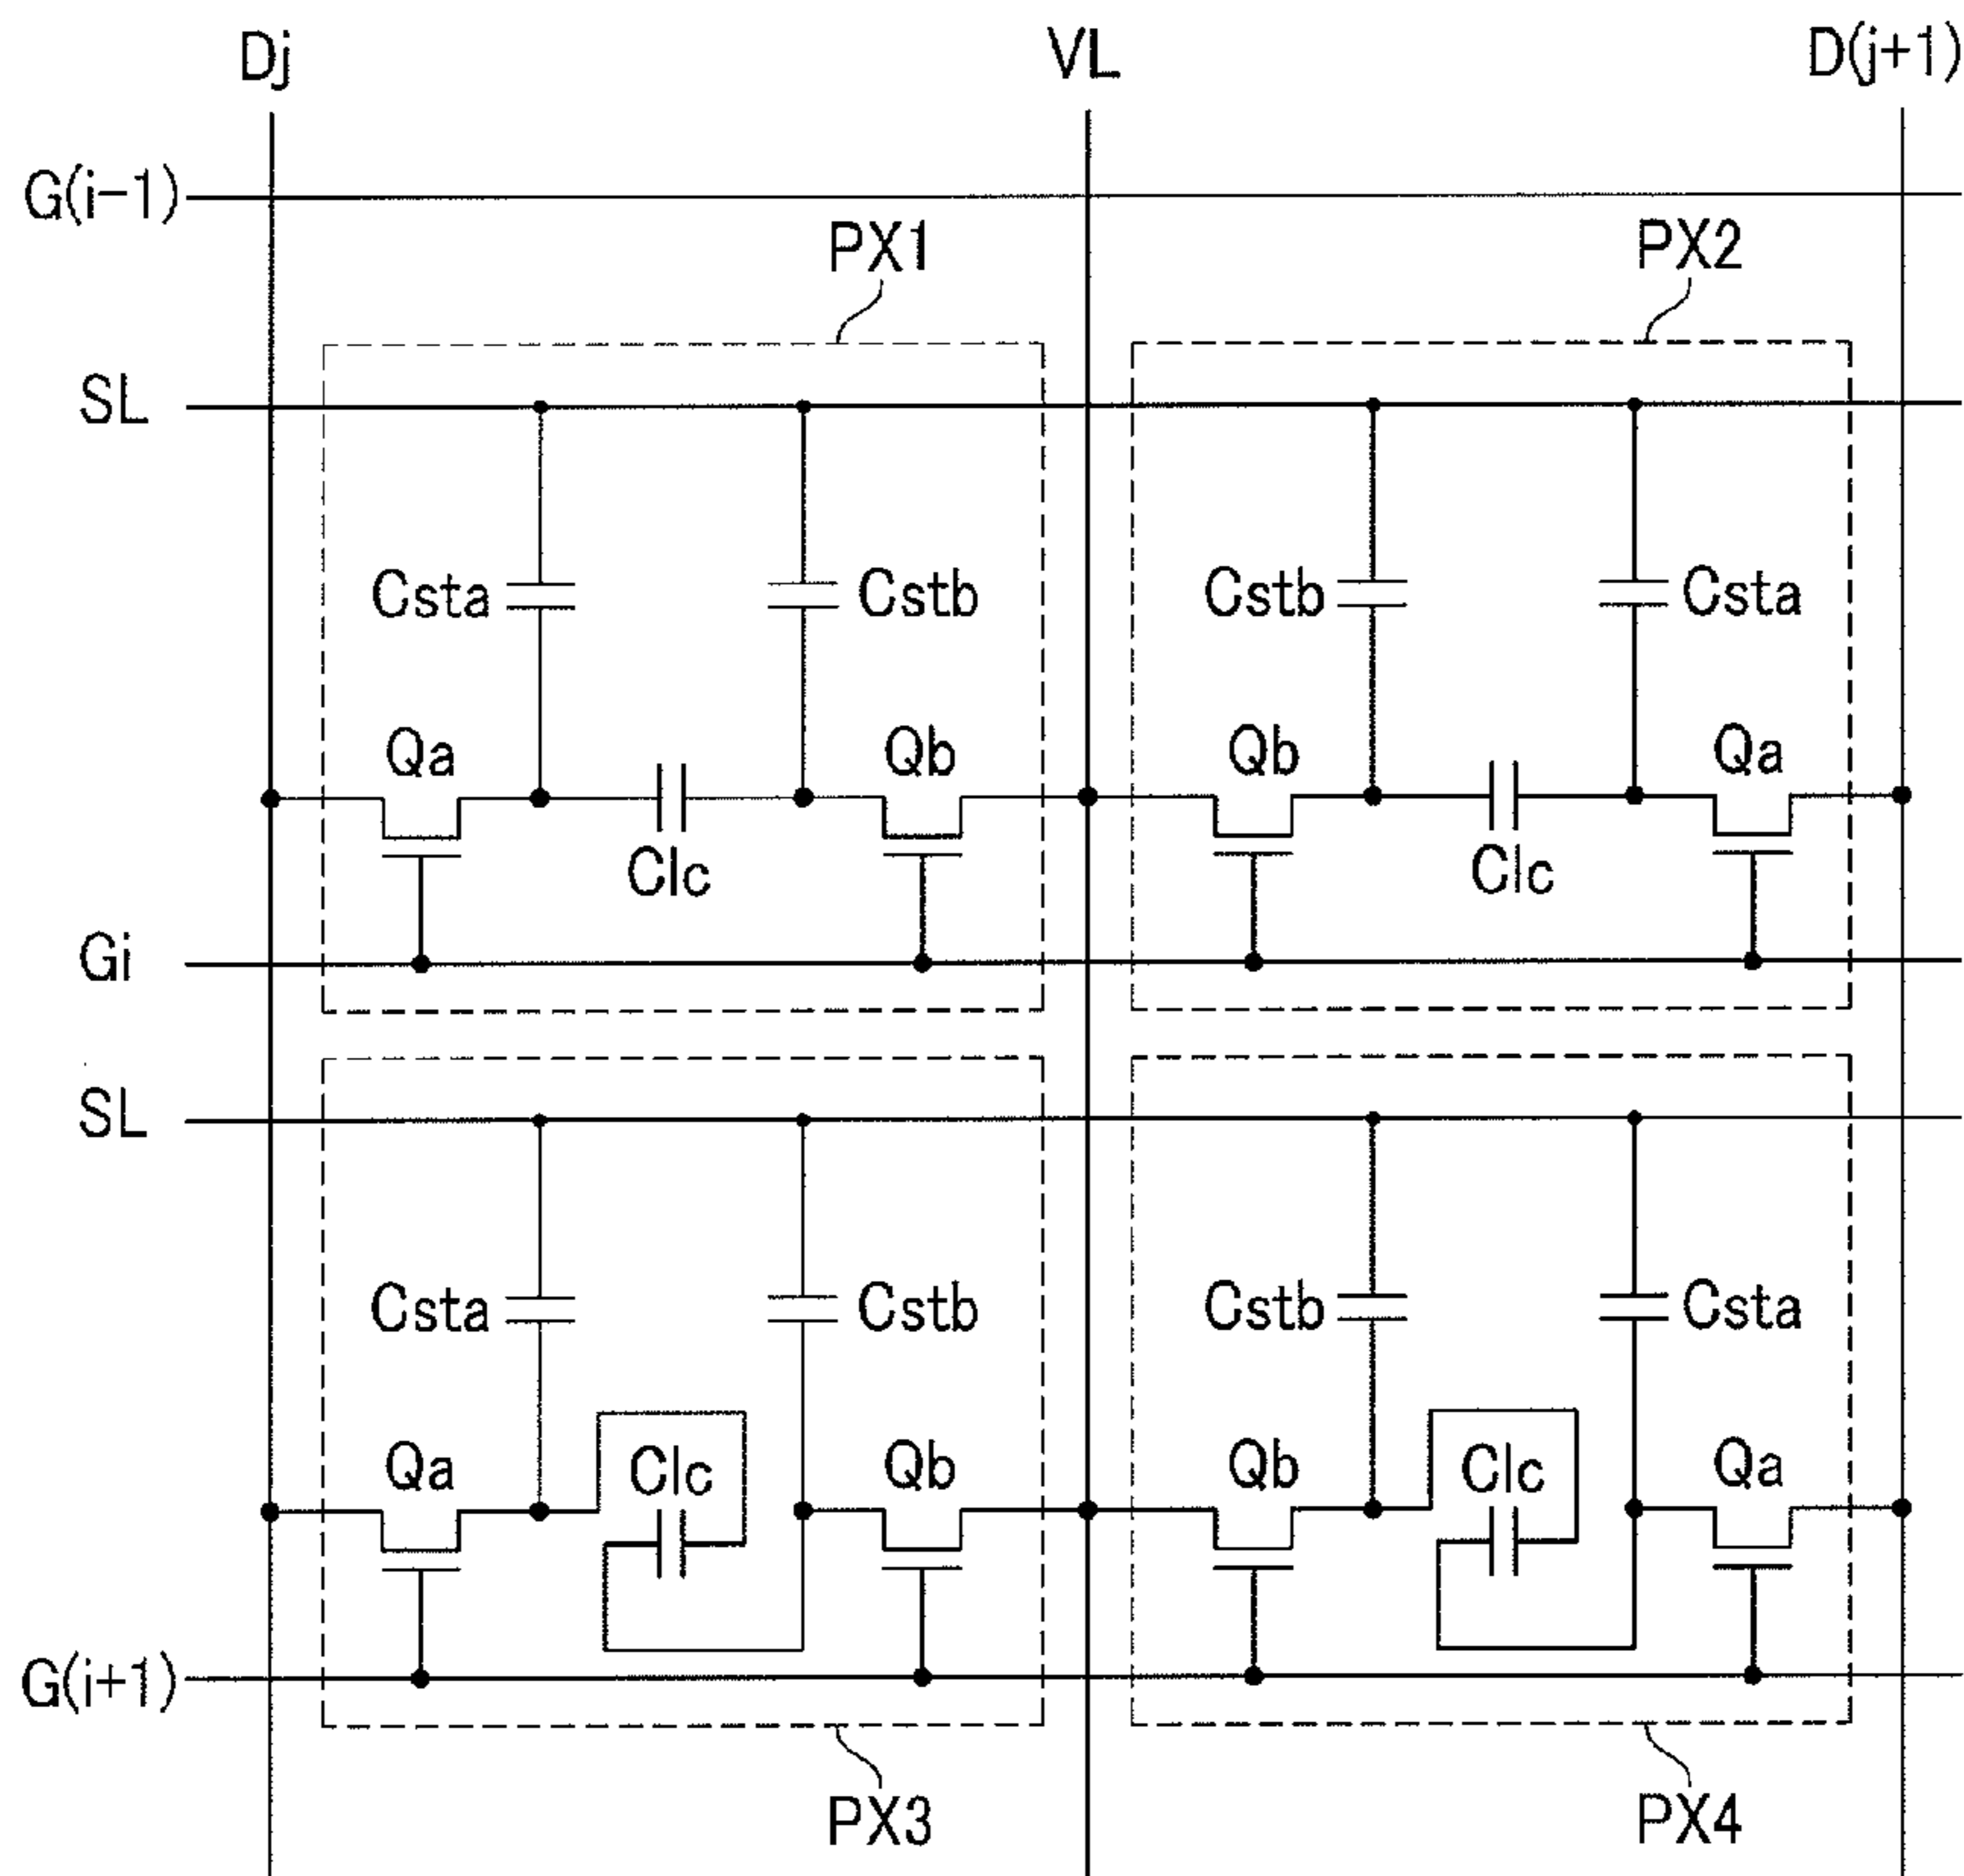 Dj VL D(j+1)
G(i-1)
PX1 PX2
SL
Csta Cstb Cstb Csta
Qa Qb Qb Qa
Clc Clc
Gi
SL
Csta Cstb Cstb Csta
Qa Clc Qb Qb Clc Qa
G(i+1)
PX3 PX4